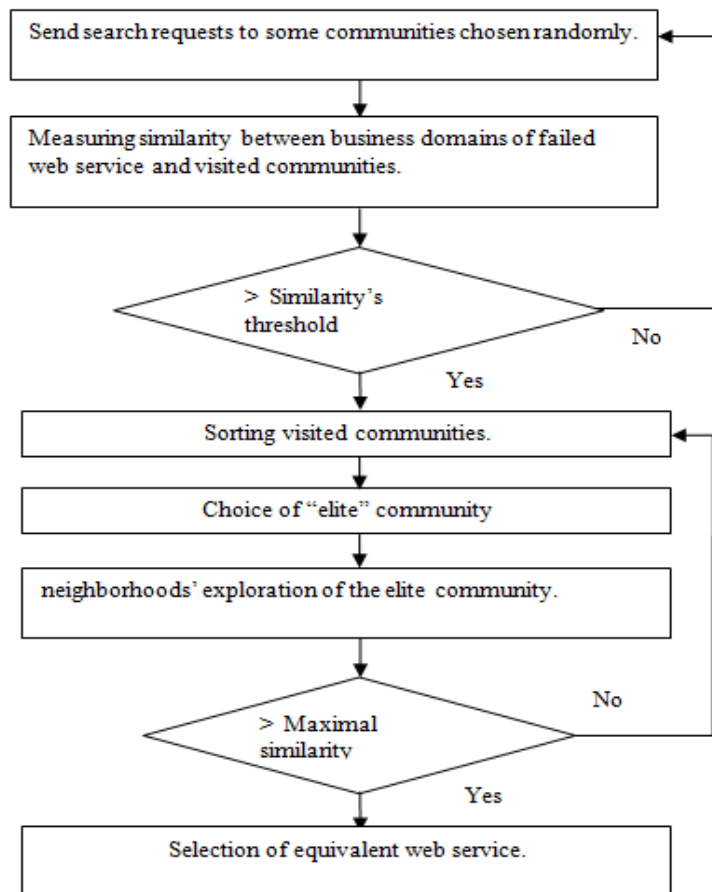 Send search requests to some communities chosen randomly.
Measuring similarity between business domains of failed
web service and visited communities.
> Similarity's
threshold
No
Yes
Sorting visited communities.
Choice of “elite” community
neighborhoods’ exploration of the elite community.
No
> Maximal
similarity
Yes
Selection of equivalent web service.